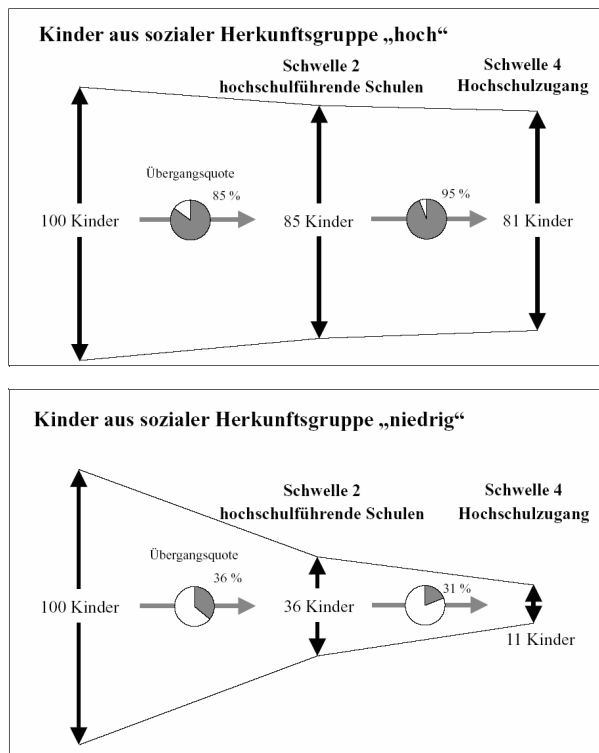 Kinder aus sozialer Herkunftsgruppe „hoch“
Schwelle 2
hochschulführende Schulen
Schwelle 4
Hochschulzugang
Übergangsquote
85 %
95 %
100 Kinder
85 Kinder
81 Kinder
Kinder aus sozialer Herkunftsgruppe „niedrig“
Schwelle 2
hochschulführende Schulen
Schwelle 4
Hochschulzugang
Übergangsquote
36 %
31 %
100 Kinder
36 Kinder
11 Kinder